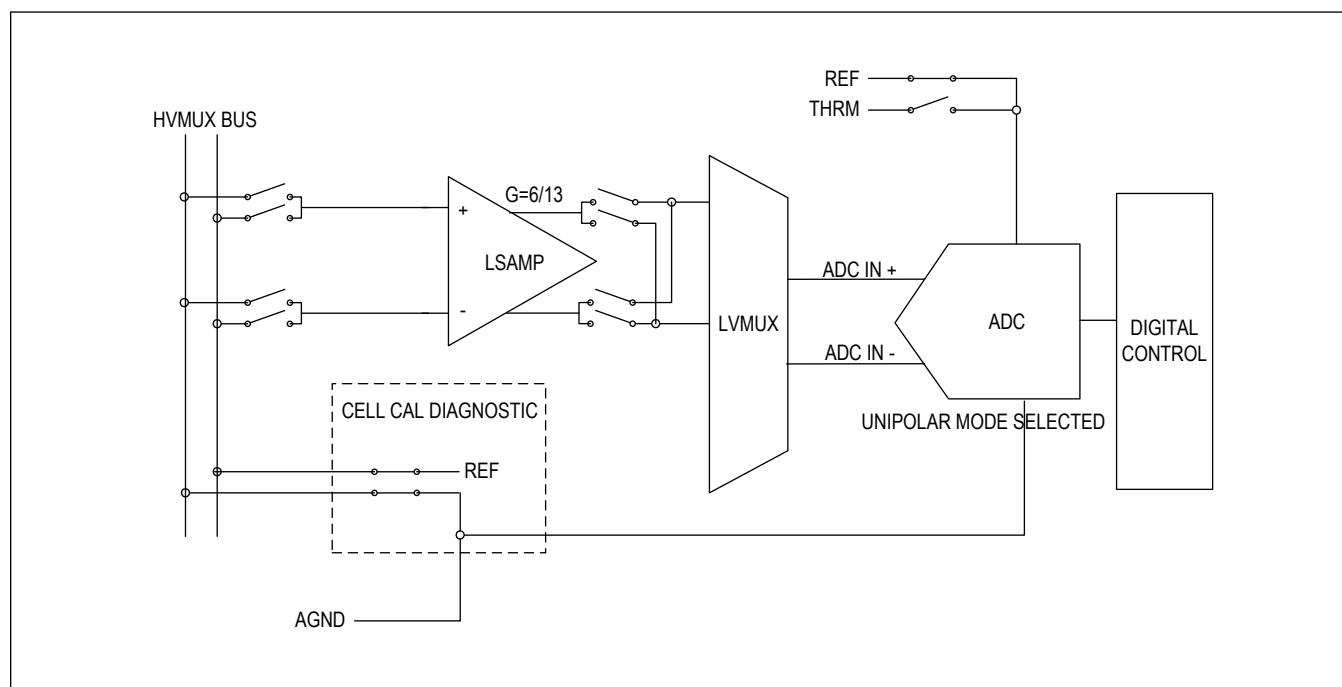 REF
THRM
HVMUX BUS
G=6/13
+
LSAMP
-
LVMUX
ADC IN +
ADC IN -
ADC
UNIPOLAR MODE SELECTED
DIGITAL
CONTROL
CELL CAL DIAGNOSTIC
REF
AGND